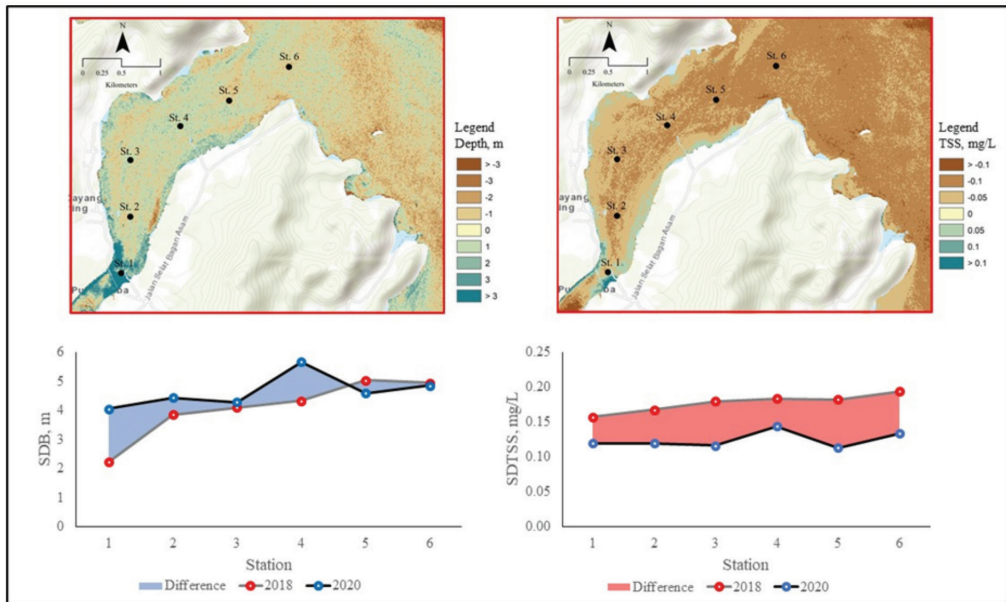 N
0 0.25 0.5 1
Kilometers
St. 6
St. 5
St. 4
St. 3
St. 2
St. 1
Jalan Selat Bagan Asam
Legend
Depth, m
> -3
-3
-2
-1
0
1
2
3
> 3
N
0 0.25 0.5 1
Kilometers
St. 6
St. 5
St. 4
St. 3
St. 2
St. 1
Jalan Selat Bagan Asam
Legend
TSS, mg/L
> -0.1
-0.1
-0.05
0
0.05
0.1
> 0.1
SDB, m
6
5
4
3
2
1
0
1 2 3 4 5 6
Station
Difference 2018 2020
SDTSS, mg/L
0.25
0.20
0.15
0.10
0.05
0.00
1 2 3 4 5 6
Station
Difference 2018 2020